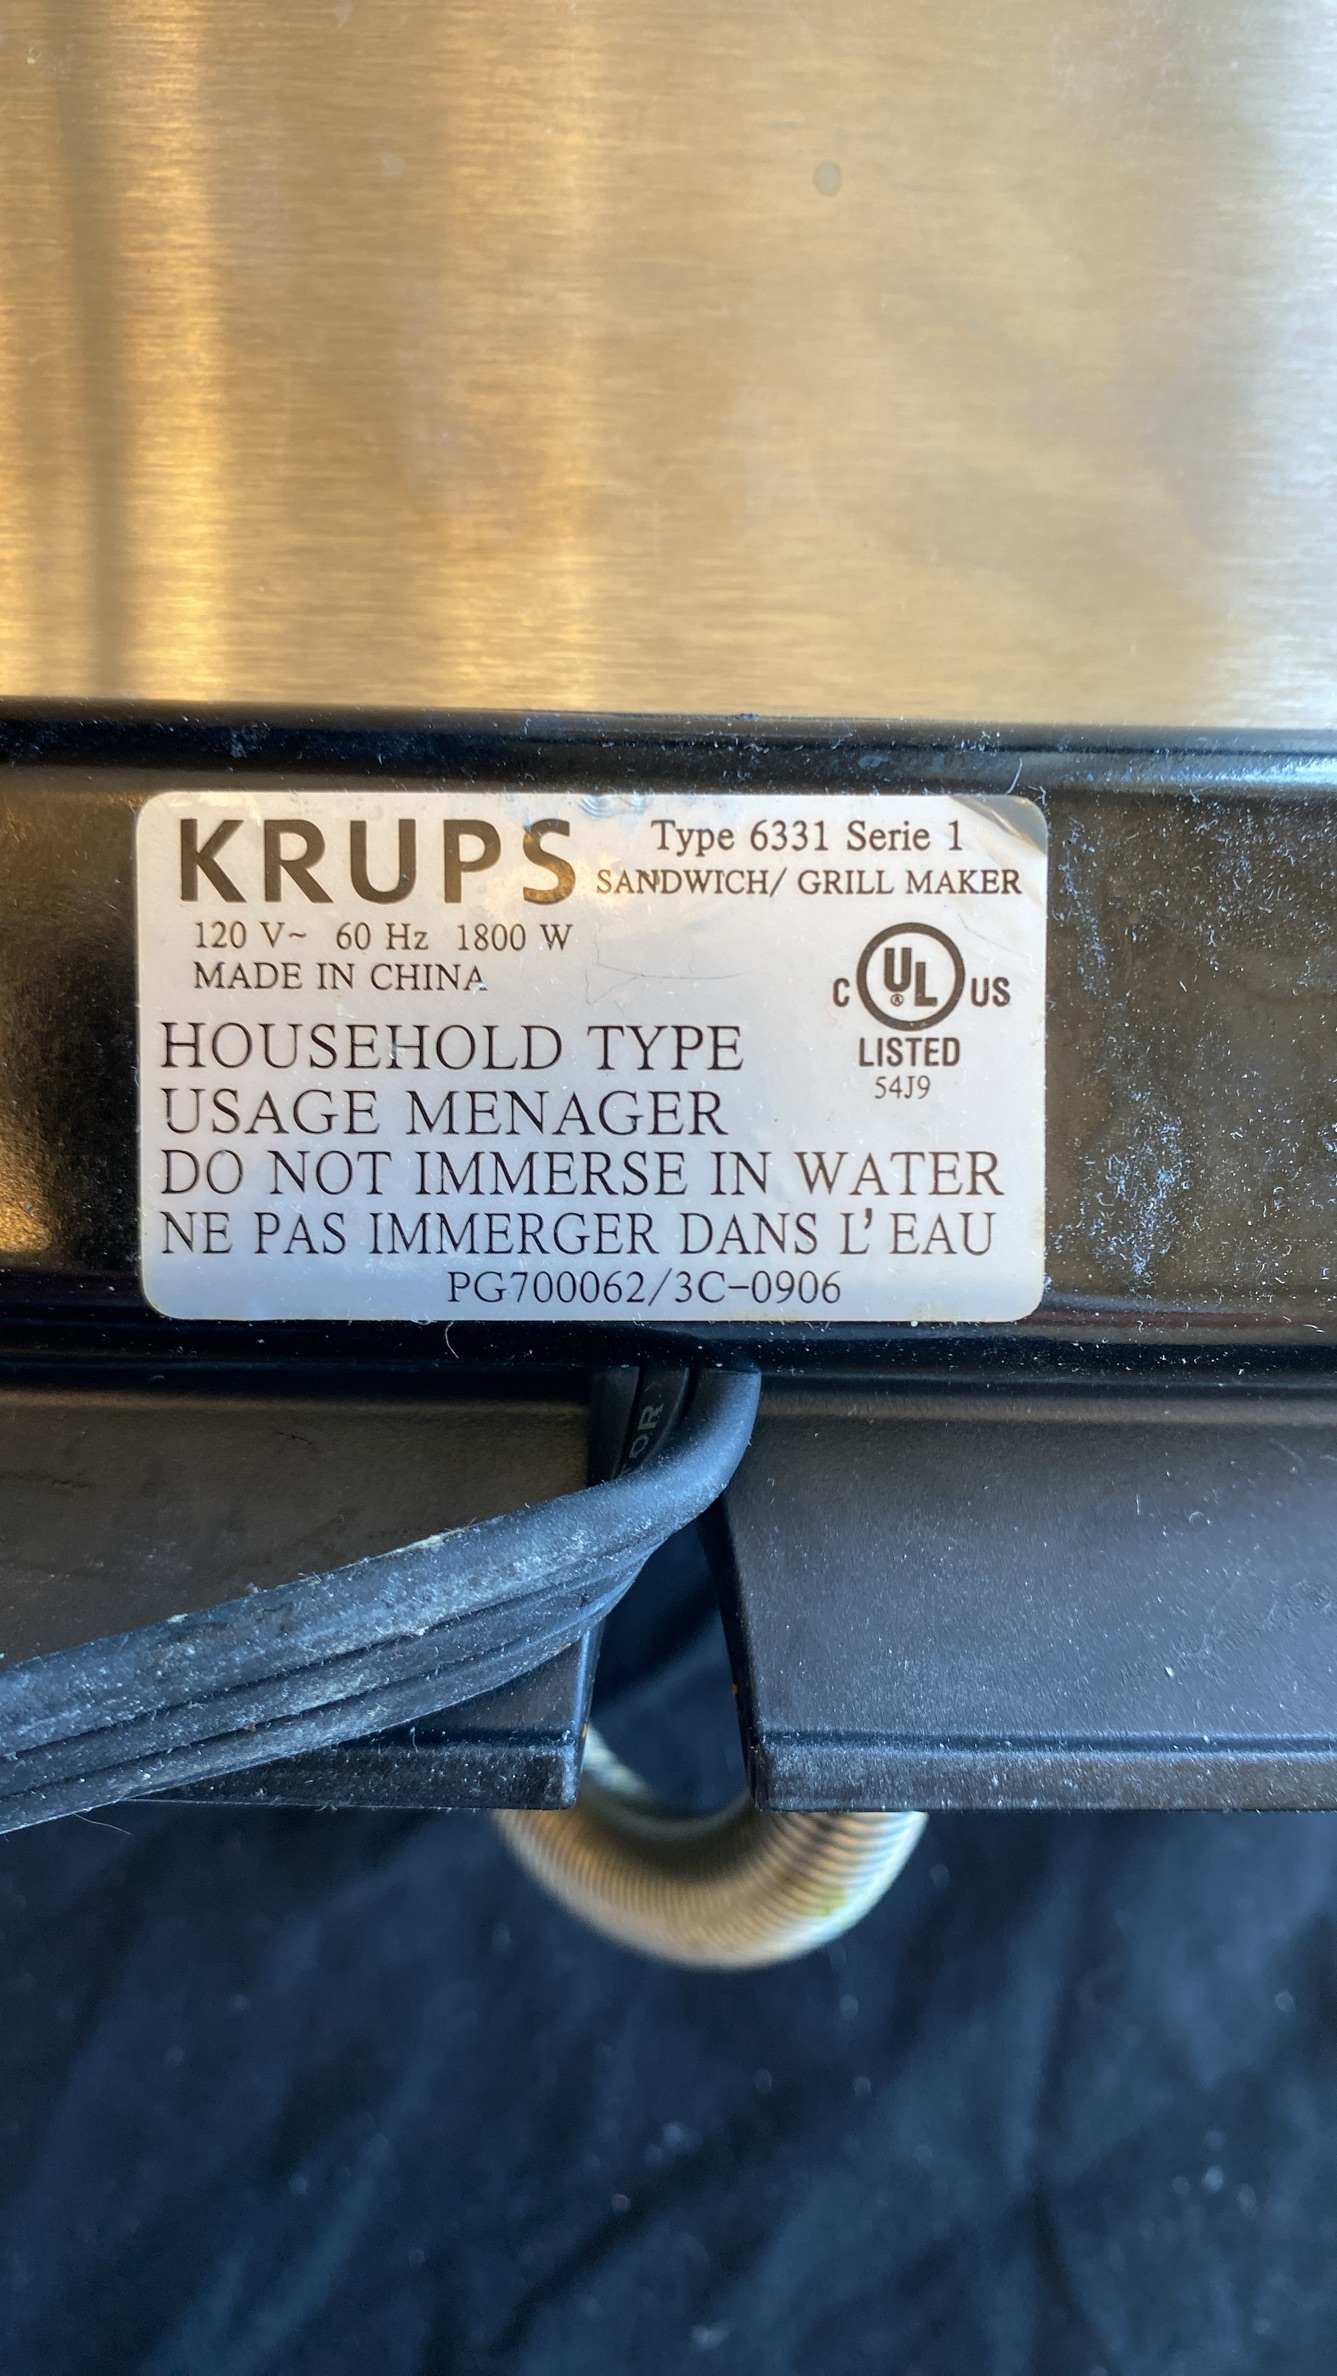 KRUPS Type 6331 Serie 1
SANDWICH/ GRILL MAKER
120 V~ 60 Hz 1800 W
MADE IN CHINA
C UL ® US
LISTED
54J9
HOUSEHOLD TYPE
USAGE MENAGER
DO NOT IMMERSE IN WATER
NE PAS IMMERGER DANS L'EAU
PG700062/3C-0906